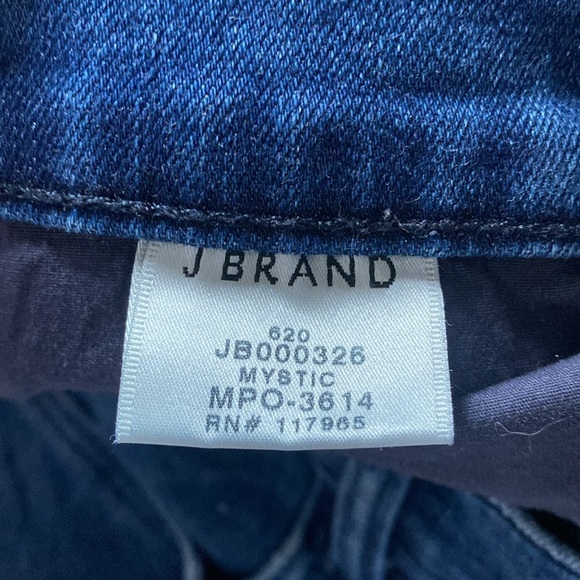 J BRAND
620
JB000326
MYSTIC
MPO-3614
RN# 117965